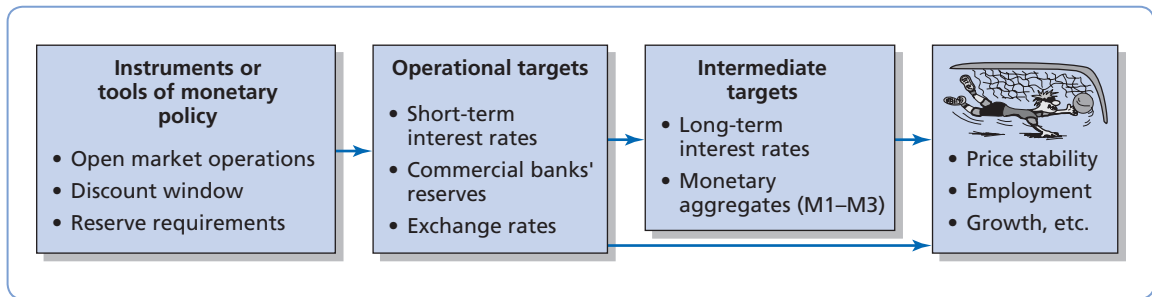 Instruments or
tools of monetary
policy
• Open market operations
• Discount window
• Reserve requirements
Operational targets
• Short-term
interest rates
• Commercial banks'
reserves
• Exchange rates
Intermediate
targets
• Long-term
interest rates
• Monetary
aggregates (M1–M3)
• Price stability
• Employment
• Growth, etc.